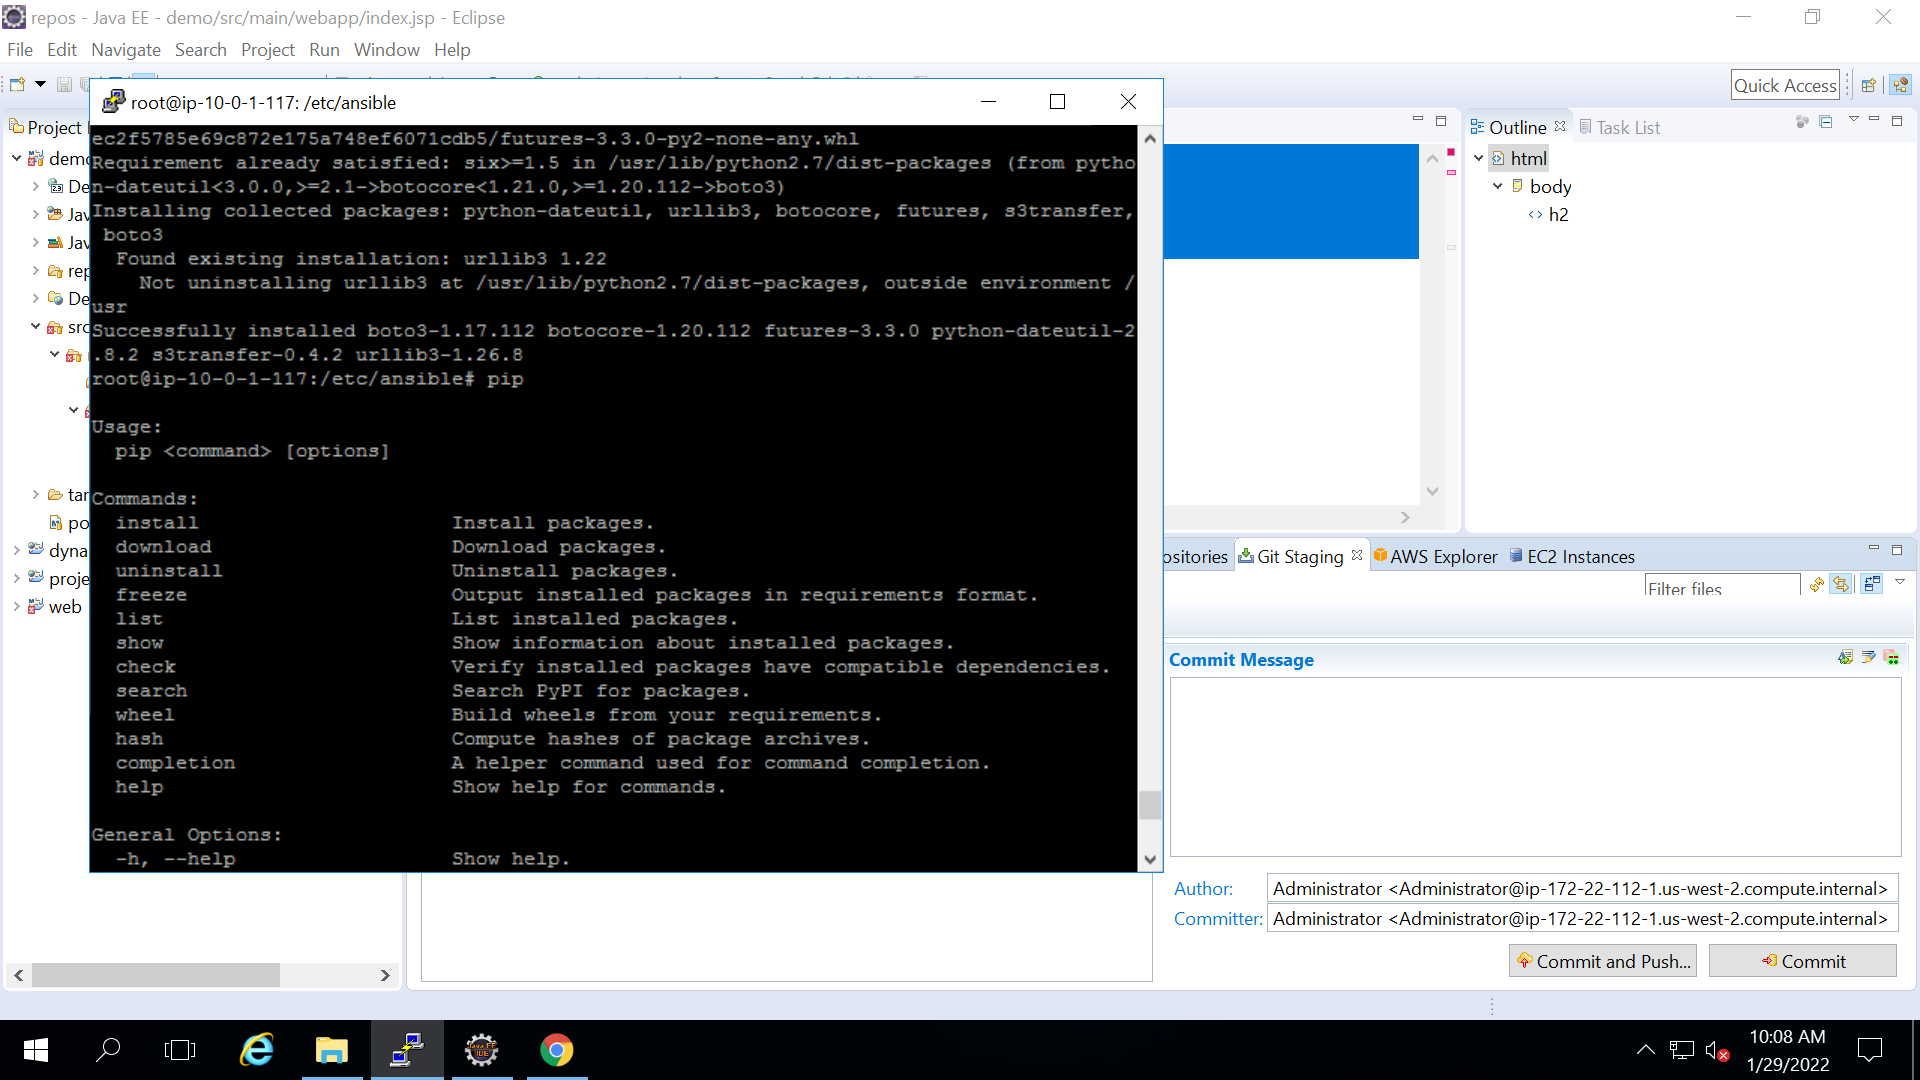 repos - Java EE - demo/src/main/webapp/index.jsp - Eclipse
File Edit Navigate Search Project Run Window Help
Quick Access
root@ip-10-0-1-117: /etc/ansible
ec2f5785e69c872e175a748ef6071cdb5/futures-3.3.0-py2-none-any.whl
Requirement already satisfied: six>=1.5 in /usr/lib/python2.7/dist-packages (from pytho
n-dateutil<3.0.0,>=2.1->botocore<1.21.0,>=1.20.112->boto3)
Installing collected packages: python-dateutil, urllib3, botocore, futures, s3transfer,
boto3
Found existing installation: urllib3 1.22
Not uninstalling urllib3 at /usr/lib/python2.7/dist-packages, outside environment /
usr
Successfully installed boto3-1.17.112 botocore-1.20.112 futures-3.3.0 python-dateutil-2
.8.2 s3transfer-0.4.2 urllib3-1.26.8
root@ip-10-0-1-117:/etc/ansible# pip
Usage:
pip <command> [options]
Commands:
install Install packages.
download Download packages.
uninstall Uninstall packages.
freeze Output installed packages in requirements format.
list List installed packages.
show Show information about installed packages.
check Verify installed packages have compatible dependencies.
search Search PyPI for packages.
wheel Build wheels from your requirements.
hash Compute hashes of package archives.
completion A helper command used for command completion.
help Show help for commands.
General Options:
-h, --help Show help.
Project
demo
De
Jav
Jav
rep
De
src
tar
po
dyna
proje
web
Outline Task List
html
body
<> h2
ositories Git Staging AWS Explorer EC2 Instances
Filter files
Commit Message
Author: Administrator <Administrator@ip-172-22-112-1.us-west-2.compute.internal>
Committer: Administrator <Administrator@ip-172-22-112-1.us-west-2.compute.internal>
Commit and Push... Commit
10:08 AM
1/29/2022